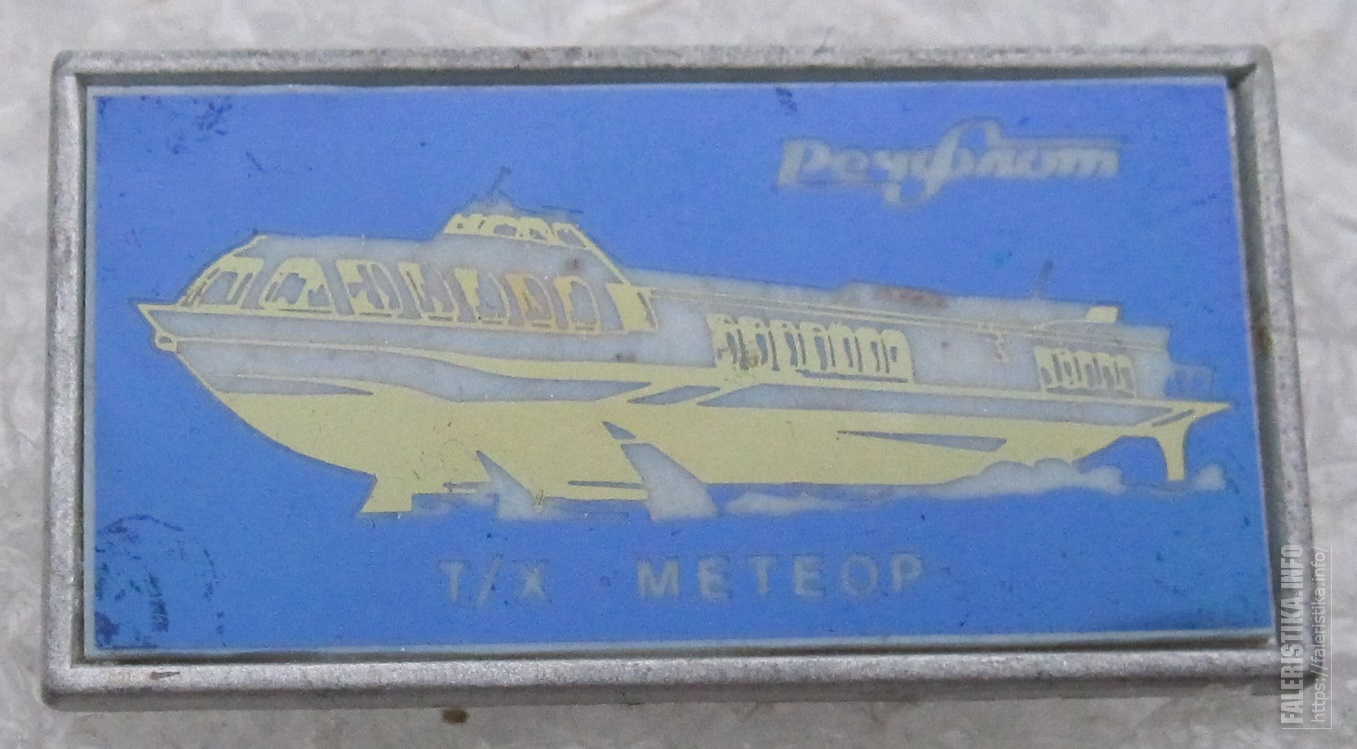 Речфлот
Т/Х МЕТЕОР
FALERISTIKA.INFO
https://faleristika.info/